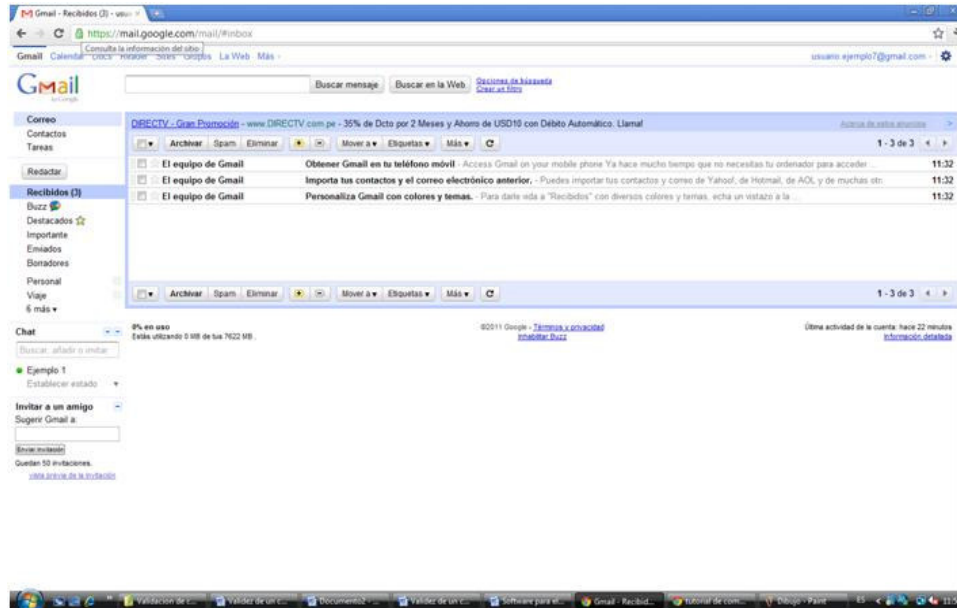 Gmail - Recibidos (3) - usu
https://mail.google.com/mail/#inbox
Consulta la información del sitio
Gmail Calendar Docs Reader Sites Grupos La Web Más
usuario.ejemplo7@gmail.com
Gmail
by Google
Buscar mensaje Buscar en la Web Opciones de búsqueda
Crear un filtro
Correo
Contactos
Tareas
Redactar
Recibidos (3)
Buzz
Destacados
Importante
Enviados
Borradores
Personal
Viaje
6 más
DIRECTV - Gran Promoción - www.DIRECTV.com.pe - 35% de Dcto por 2 Meses y Ahorro de USD10 con Débito Automático. Llama! Acerca de estos anuncios
Archivar Spam Eliminar Mover a Etiquetas Más 1 - 3 de 3
El equipo de Gmail Obtener Gmail en tu teléfono móvil - Access Gmail on your mobile phone Ya hace mucho tiempo que no necesitas tu ordenador para acceder ... 11:32
El equipo de Gmail Importa tus contactos y el correo electrónico anterior. - Puedes importar tus contactos y correo de Yahoo!, de Hotmail, de AOL y de muchas otr. 11:32
El equipo de Gmail Personaliza Gmail con colores y temas. - Para darle vida a "Recibidos" con diversos colores y temas, echa un vistazo a la ... 11:32
Archivar Spam Eliminar Mover a Etiquetas Más 1 - 3 de 3
Chat
Buscar, añadir o invitar
Ejemplo 1
Establecer estado
Invitar a un amigo
Sugerir Gmail a:
Enviar invitación
Quedan 50 invitaciones.
vista previa de la invitación
0% en uso
Estás utilizando 0 MB de tus 7622 MB.
©2011 Google - Términos y privacidad
Inhabilitar Buzz
Última actividad de la cuenta: hace 22 minutos
Información detallada
Validacion de c... Validez de un c... Documento2 - ... Validez de un c... Software para el... Gmail - Recibid... tutorial de com... Dibujo - Paint ES